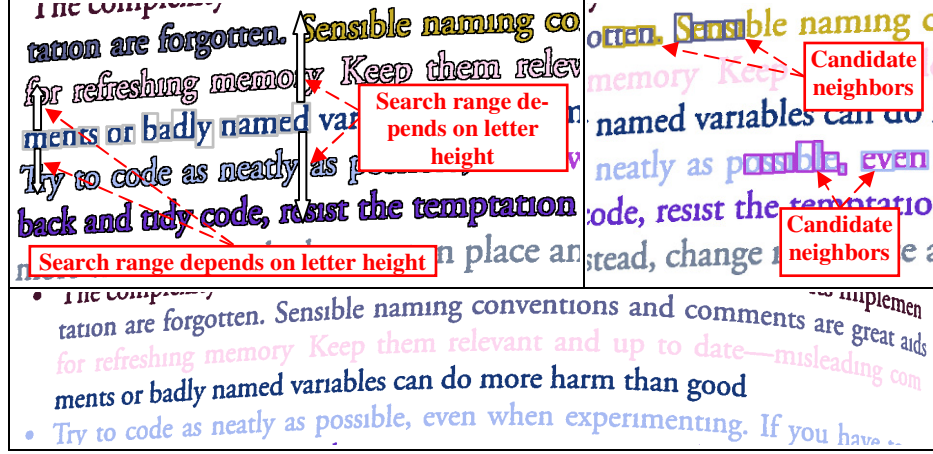 The complexity
tation are forgotten. Sensible naming co
for refreshing memory Keep them relev
ments or badly named var
Try to code as neatly as
back and tidy code, resist the temptation
n place an
Search range depends on letter height
Search range depends on letter height
otten. Sensible naming c
memory Keep
named variables can do
neatly as possible, even
code, resist the temptatio
stead, change
Candidate neighbors
Candidate neighbors
• The complexity
implemen
tation are forgotten. Sensible naming conventions and comments are great aids
for refreshing memory Keep them relevant and up to date—misleading com
ments or badly named variables can do more harm than good
• Try to code as neatly as possible, even when experimenting. If you have